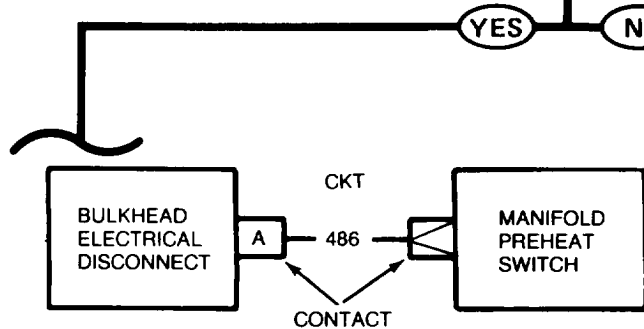 YES
N
CKT
BULKHEAD
ELECTRICAL
DISCONNECT
A
486
MANIFOLD
PREHEAT
SWITCH
CONTACT